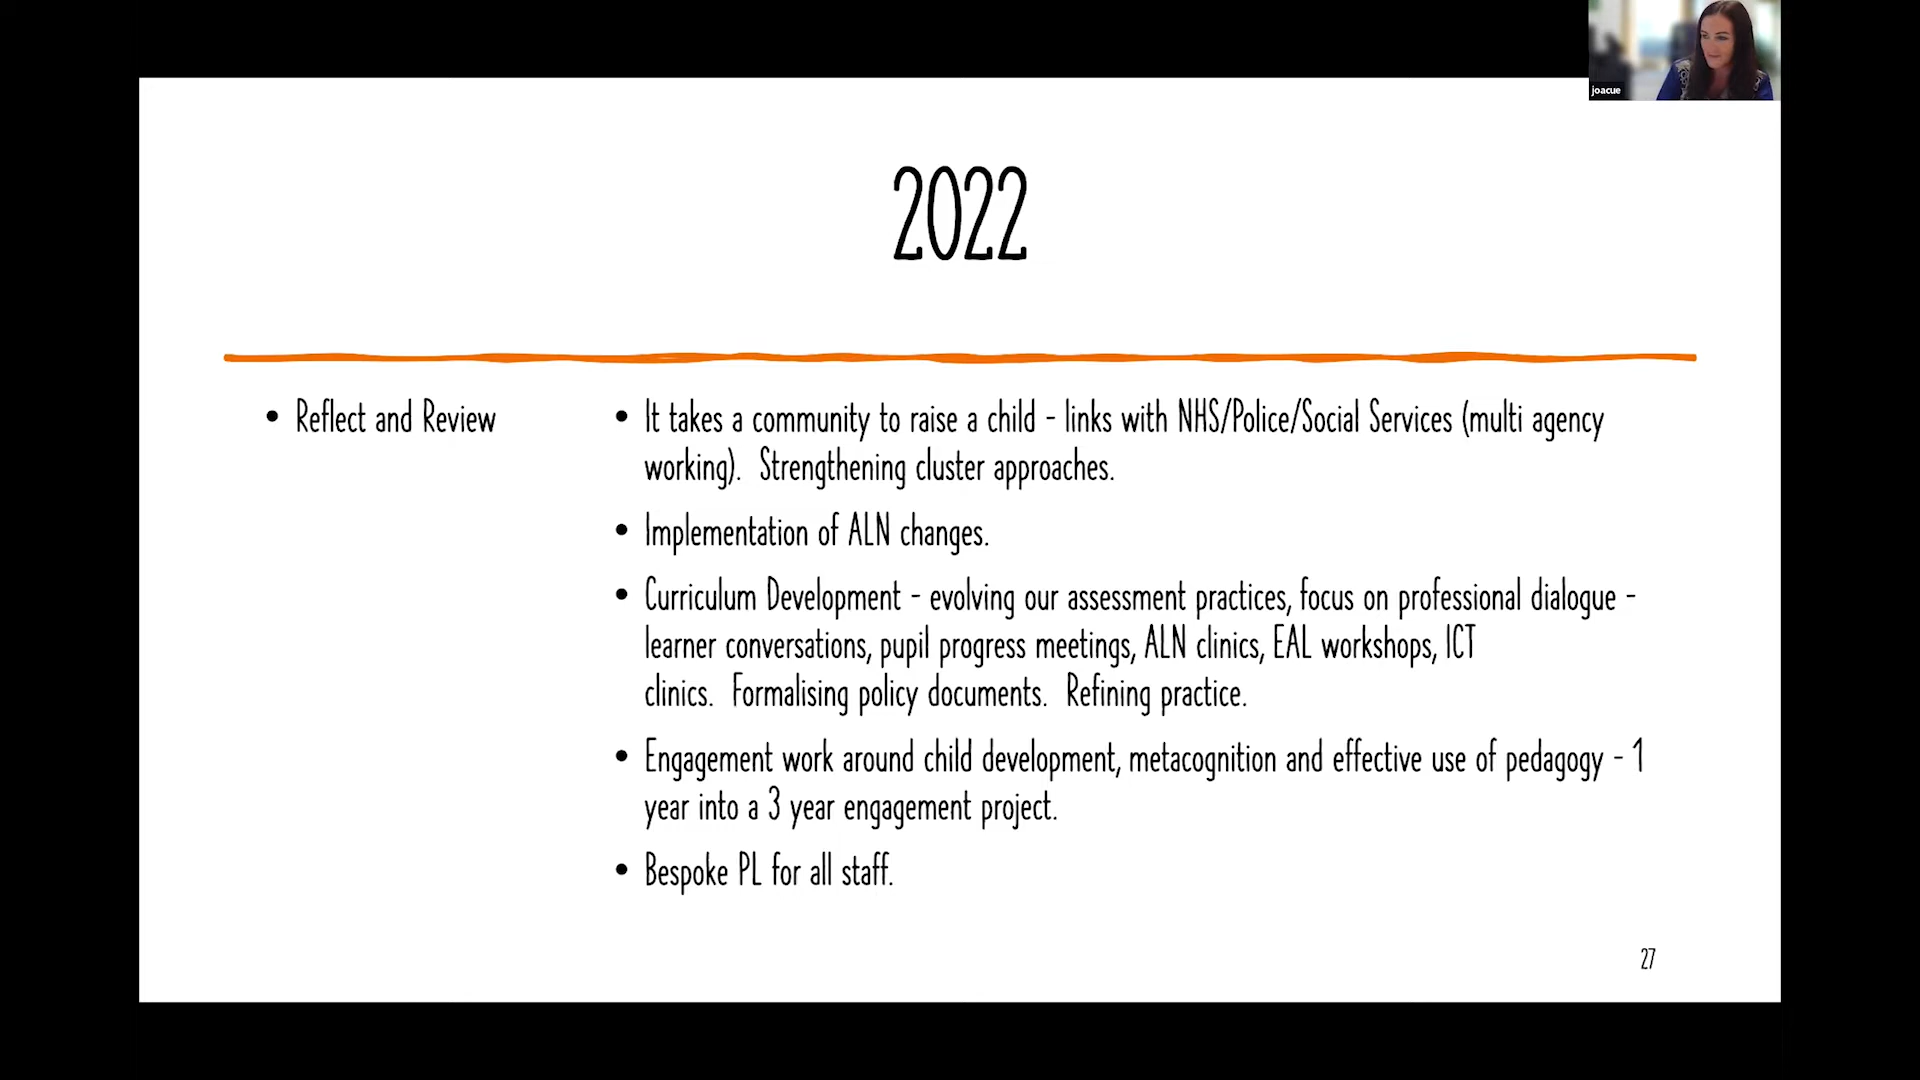 joacue
2022
• Reflect and Review
• It takes a community to raise a child - links with NHS/Police/Social Services (multi agency
working). Strengthening cluster approaches.
• Implementation of ALN changes.
• Curriculum Development - evolving our assessment practices, focus on professional dialogue -
learner conversations, pupil progress meetings, ALN clinics, EAL workshops, ICT
clinics. Formalising policy documents. Refining practice.
• Engagement work around child development, metacognition and effective use of pedagogy - 1
year into a 3 year engagement project.
• Bespoke PL for all staff.
27